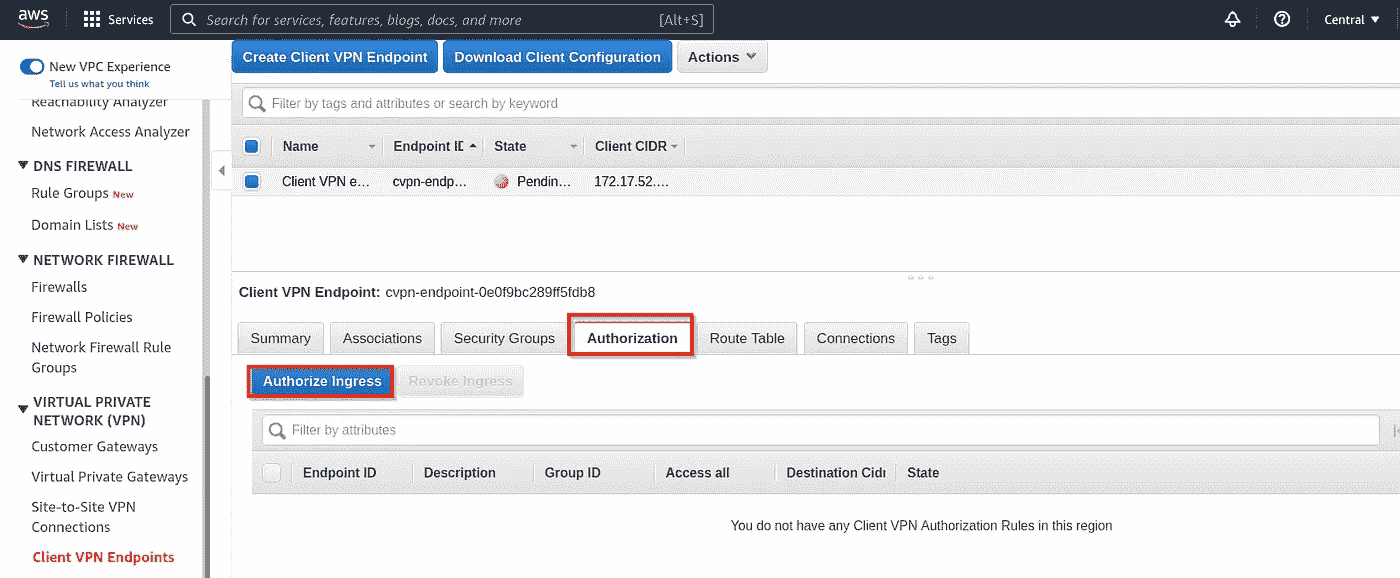 aws
Services
Search for services, features, blogs, docs, and more
[Alt+S]
Central
New VPC Experience
Tell us what you think
Reachability Analyzer
Network Access Analyzer
DNS FIREWALL
Rule Groups New
Domain Lists New
NETWORK FIREWALL
Firewalls
Firewall Policies
Network Firewall Rule
Groups
VIRTUAL PRIVATE
NETWORK (VPN)
Customer Gateways
Virtual Private Gateways
Site-to-Site VPN
Connections
Client VPN Endpoints
Create Client VPN Endpoint
Download Client Configuration
Actions
Filter by tags and attributes or search by keyword
Name Endpoint ID State Client CIDR
Client VPN e... cvpn-endp... Pendin... 172.17.52....
Client VPN Endpoint: cvpn-endpoint-0e0f9bc289ff5fdb8
Summary Associations Security Groups Authorization Route Table Connections Tags
Authorize Ingress Revoke Ingress
Filter by attributes
Endpoint ID Description Group ID Access all Destination Cidr State
You do not have any Client VPN Authorization Rules in this region